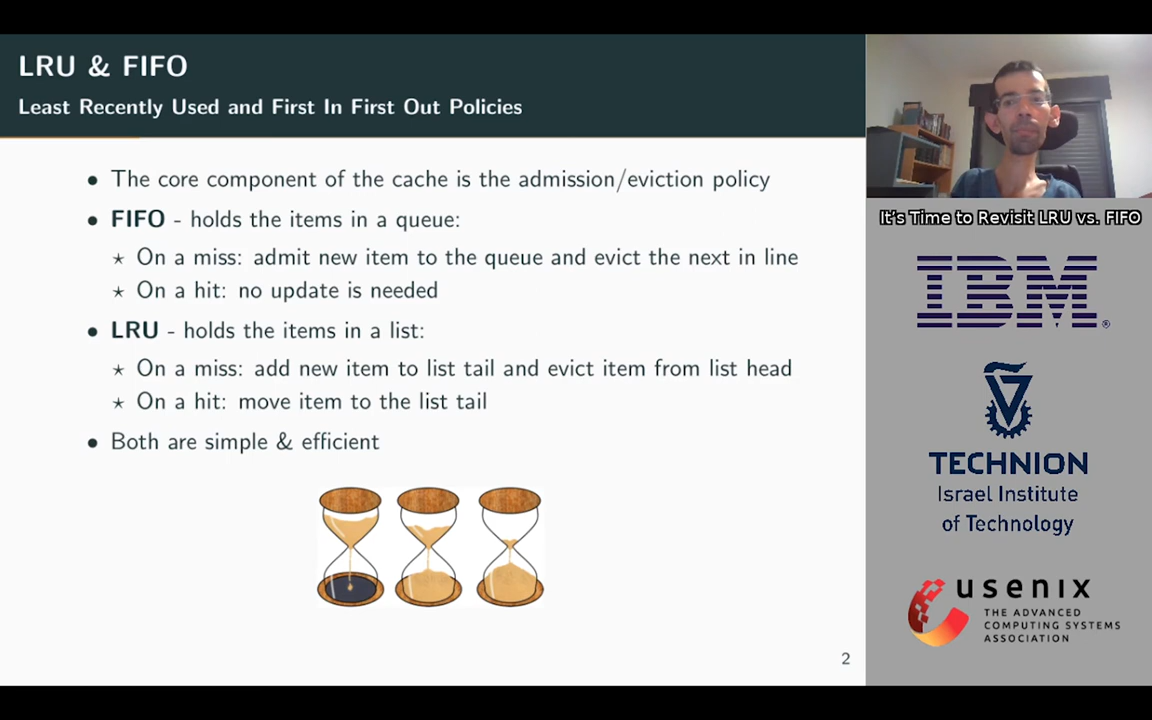 LRU & FIFO
Least Recently Used and First In First Out Policies
• The core component of the cache is the admission/eviction policy
• FIFO - holds the items in a queue:
⋆ On a miss: admit new item to the queue and evict the next in line
⋆ On a hit: no update is needed
• LRU - holds the items in a list:
⋆ On a miss: add new item to list tail and evict item from list head
⋆ On a hit: move item to the list tail
• Both are simple & efficient
2
It's Time to Revisit LRU vs. FIFO
IBM®
TECHNION
Israel Institute
of Technology
usenix
THE ADVANCED
COMPUTING SYSTEMS
ASSOCIATION